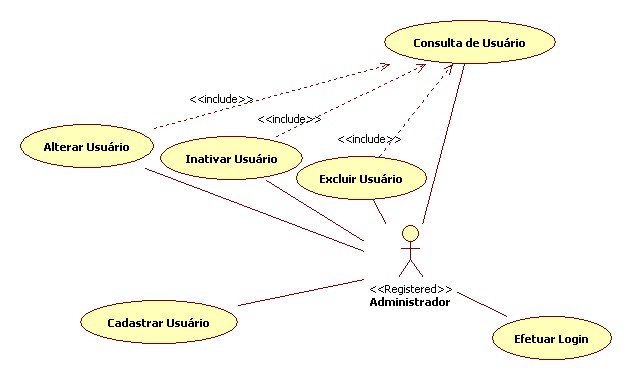 Consulta de Usuário
<<include>>
<<include>>
<<include>>
Alterar Usuário
Inativar Usuário
Excluir Usuário
<<Registered>>
Administrador
Cadastrar Usuário
Efetuar Login